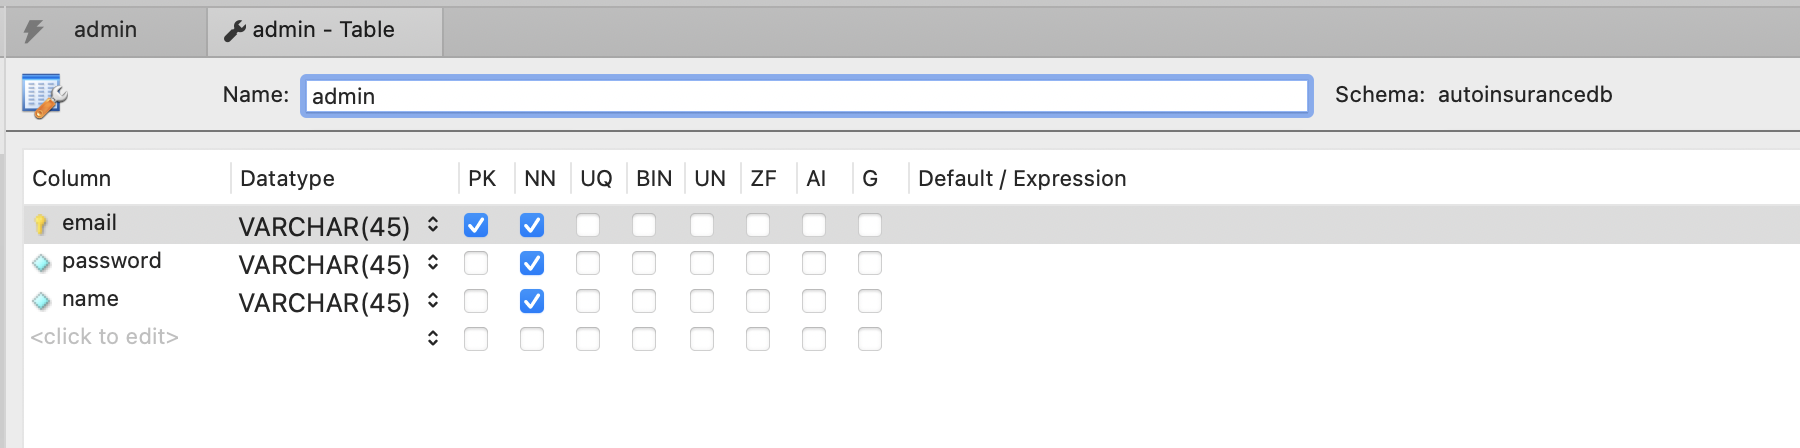 admin admin - Table
Name: admin Schema: autoinsurancedb
Column Datatype PK NN UQ BIN UN ZF AI G Default / Expression
email VARCHAR(45)
password VARCHAR(45)
name VARCHAR(45)
<click to edit>